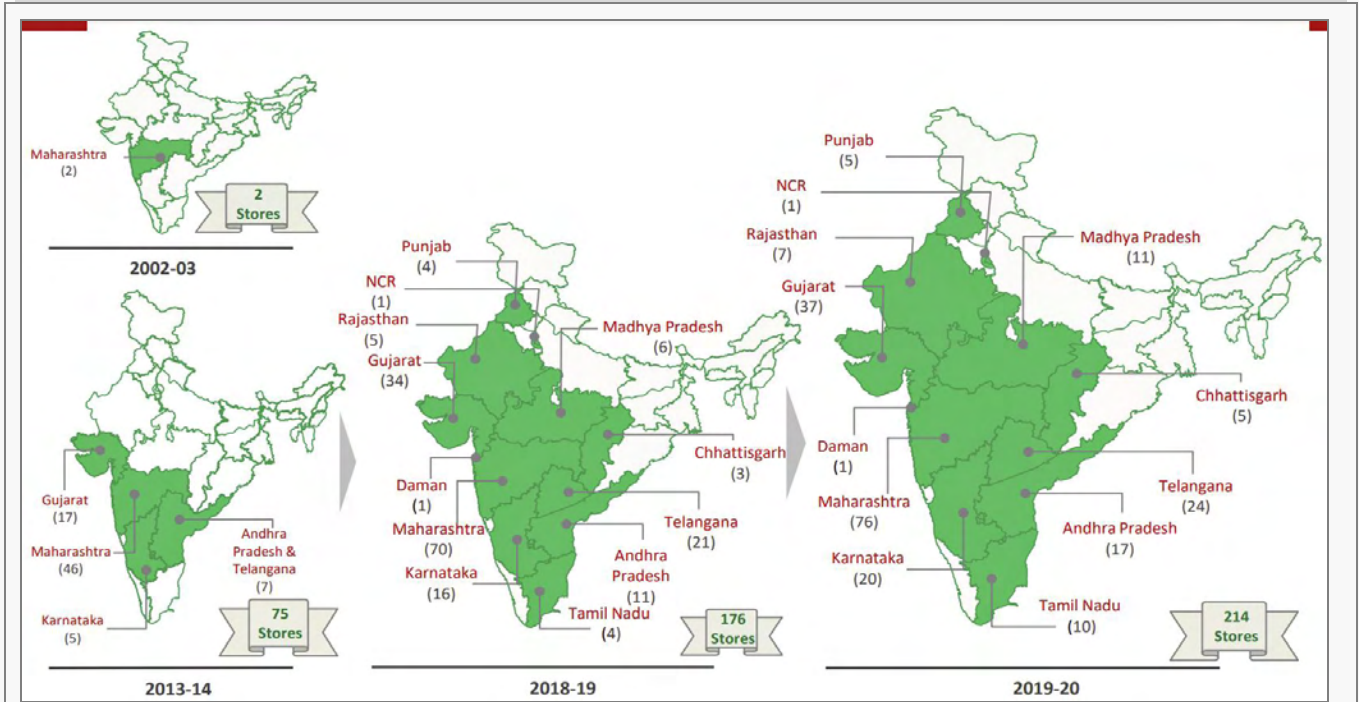 Maharashtra
(2)
2
Stores
2002-03
Gujarat
(17)
Maharashtra
(46)
Karnataka
(5)
Andhra
Pradesh &
Telangana
(7)
75
Stores
2013-14
Punjab
(4)
NCR
(1)
Rajasthan
(5)
Gujarat
(34)
Madhya Pradesh
(6)
Chhattisgarh
(3)
Daman
(1)
Maharashtra
(70)
Karnataka
(16)
Telangana
(21)
Andhra
Pradesh
(11)
Tamil Nadu
(4)
176
Stores
2018-19
Punjab
(5)
NCR
(1)
Rajasthan
(7)
Gujarat
(37)
Madhya Pradesh
(11)
Chhattisgarh
(5)
Daman
(1)
Maharashtra
(76)
Karnataka
(20)
Telangana
(24)
Andhra Pradesh
(17)
Tamil Nadu
(10)
214
Stores
2019-20